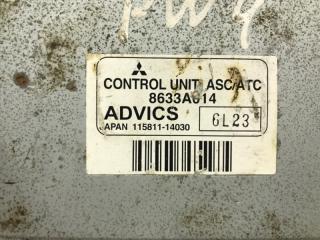 CONTROL UNIT ASC/ATC
8633A014
ADVICS 6L23
APAN 115811-14030